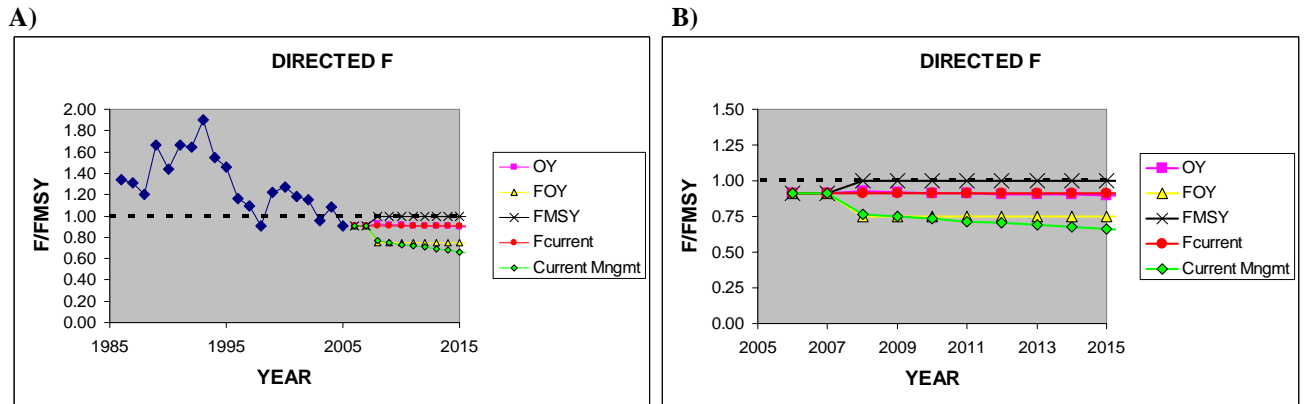 A)
DIRECTED F
2.00
1.80
1.60
1.40
1.20
1.00
0.80
0.60
0.40
0.20
0.00
F/FMSY
1985 1995 2005 2015
YEAR
OY
FOY
FMSY
Fcurrent
Current Mngmt
B)
DIRECTED F
1.50
1.25
1.00
0.75
0.50
0.25
0.00
F/FMSY
2005 2007 2009 2011 2013 2015
YEAR
OY
FOY
FMSY
Fcurrent
Current Mngmt